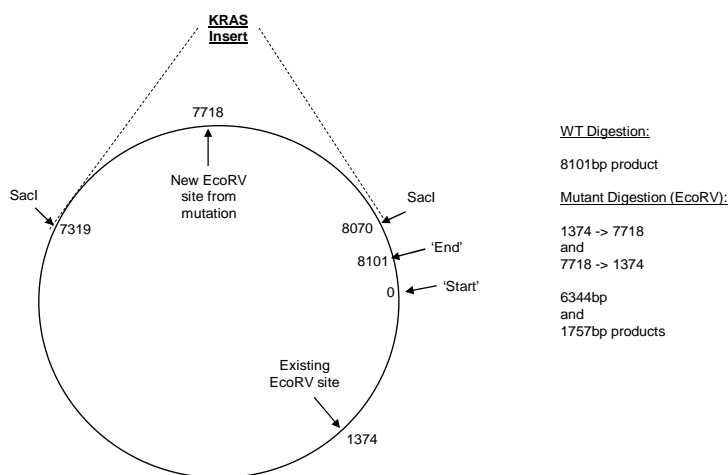 KRAS
Insert
7718
New EcoRV
site from
mutation
SacI
7319
SacI
8070
'End'
8101
0
'Start'
Existing
EcoRV site
1374
WT Digestion:
8101bp product
Mutant Digestion (EcoRV):
1374 -> 7718
and
7718 -> 1374
6344bp
and
1757bp products